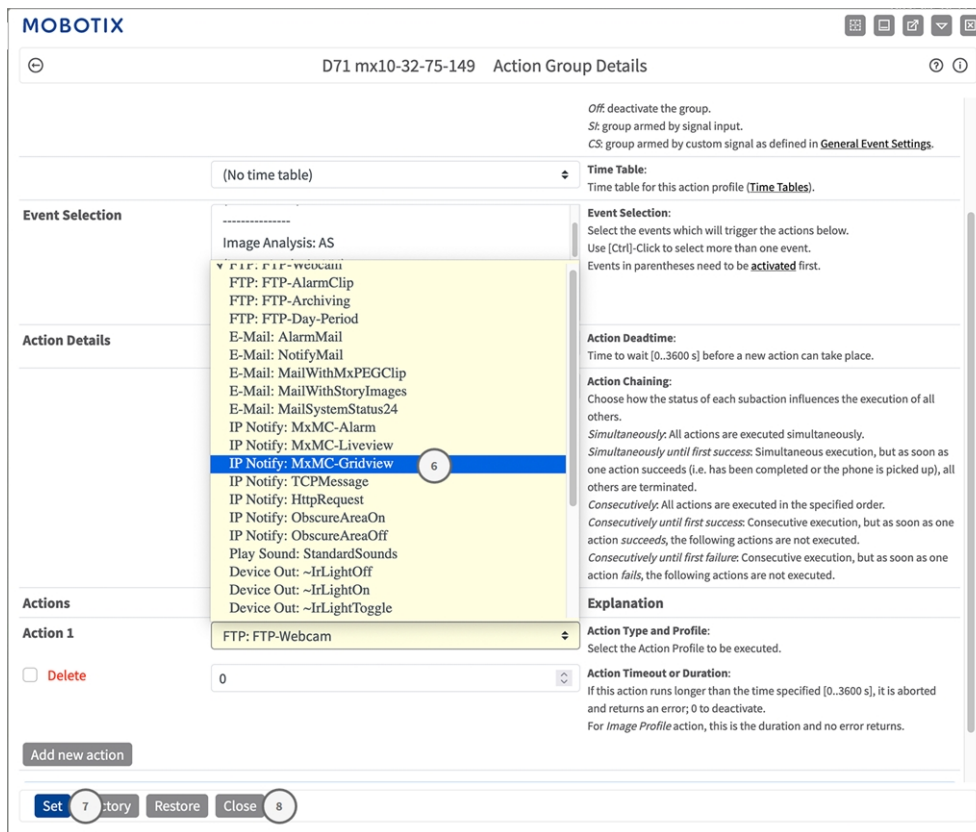 MOBOTIX
D71 mx10-32-75-149 Action Group Details
Off: deactivate the group.
SI: group armed by signal input.
CS: group armed by custom signal as defined in General Event Settings.
(No time table)
Time Table:
Time table for this action profile (Time Tables).
Event Selection
---------------
Image Analysis: AS
Event Selection:
Select the events which will trigger the actions below.
Use [Ctrl]-Click to select more than one event.
Events in parentheses need to be activated first.
FTP: FTP-Webcam
FTP: FTP-AlarmClip
FTP: FTP-Archiving
FTP: FTP-Day-Period
E-Mail: AlarmMail
E-Mail: NotifyMail
E-Mail: MailWithMxPEGClip
E-Mail: MailWithStoryImages
E-Mail: MailSystemStatus24
IP Notify: MxMC-Alarm
IP Notify: MxMC-Liveview
IP Notify: MxMC-Gridview
6
IP Notify: TCPMessage
IP Notify: HttpRequest
IP Notify: ObscureAreaOn
IP Notify: ObscureAreaOff
Play Sound: StandardSounds
Device Out: ~IrLightOff
Device Out: ~IrLightOn
Device Out: ~IrLightToggle
Action Details
Action Deadtime:
Time to wait [0..3600 s] before a new action can take place.
Action Chaining:
Choose how the status of each subaction influences the execution of all
others.
Simultaneously: All actions are executed simultaneously.
Simultaneously until first success: Simultaneous execution, but as soon as
one action succeeds (i.e. has been completed or the phone is picked up), all
others are terminated.
Consecutively: All actions are executed in the specified order.
Consecutively until first success: Consecutive execution, but as soon as one
action succeeds, the following actions are not executed.
Consecutively until first failure: Consecutive execution, but as soon as one
action fails, the following actions are not executed.
Actions
Explanation
Action 1
FTP: FTP-Webcam
Action Type and Profile:
Select the Action Profile to be executed.
Delete
0
Action Timeout or Duration:
If this action runs longer than the time specified [0..3600 s], it is aborted
and returns an error; 0 to deactivate.
For Image Profile action, this is the duration and no error returns.
Add new action
Set 7 tory Restore Close 8